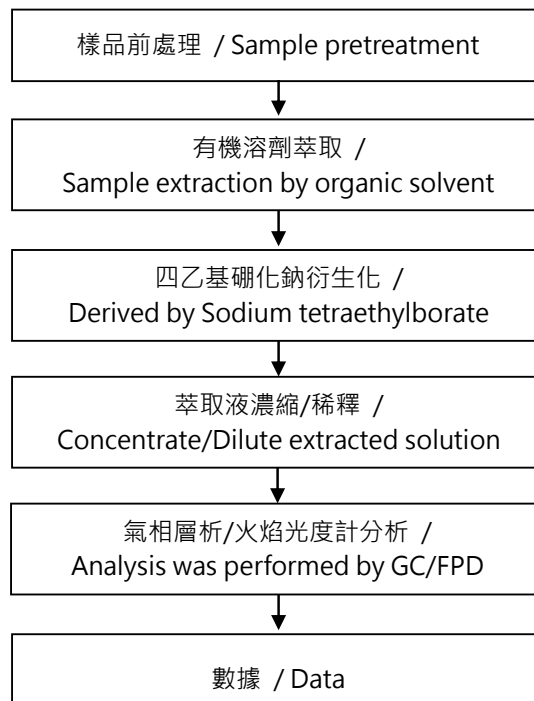 樣品前處理 / Sample pretreatment
有機溶劑萃取 /
Sample extraction by organic solvent
四乙基硼化鈉衍生化 /
Derived by Sodium tetraethylborate
萃取液濃縮/稀釋 /
Concentrate/Dilute extracted solution
氣相層析/火焰光度計分析 /
Analysis was performed by GC/FPD
數據 / Data